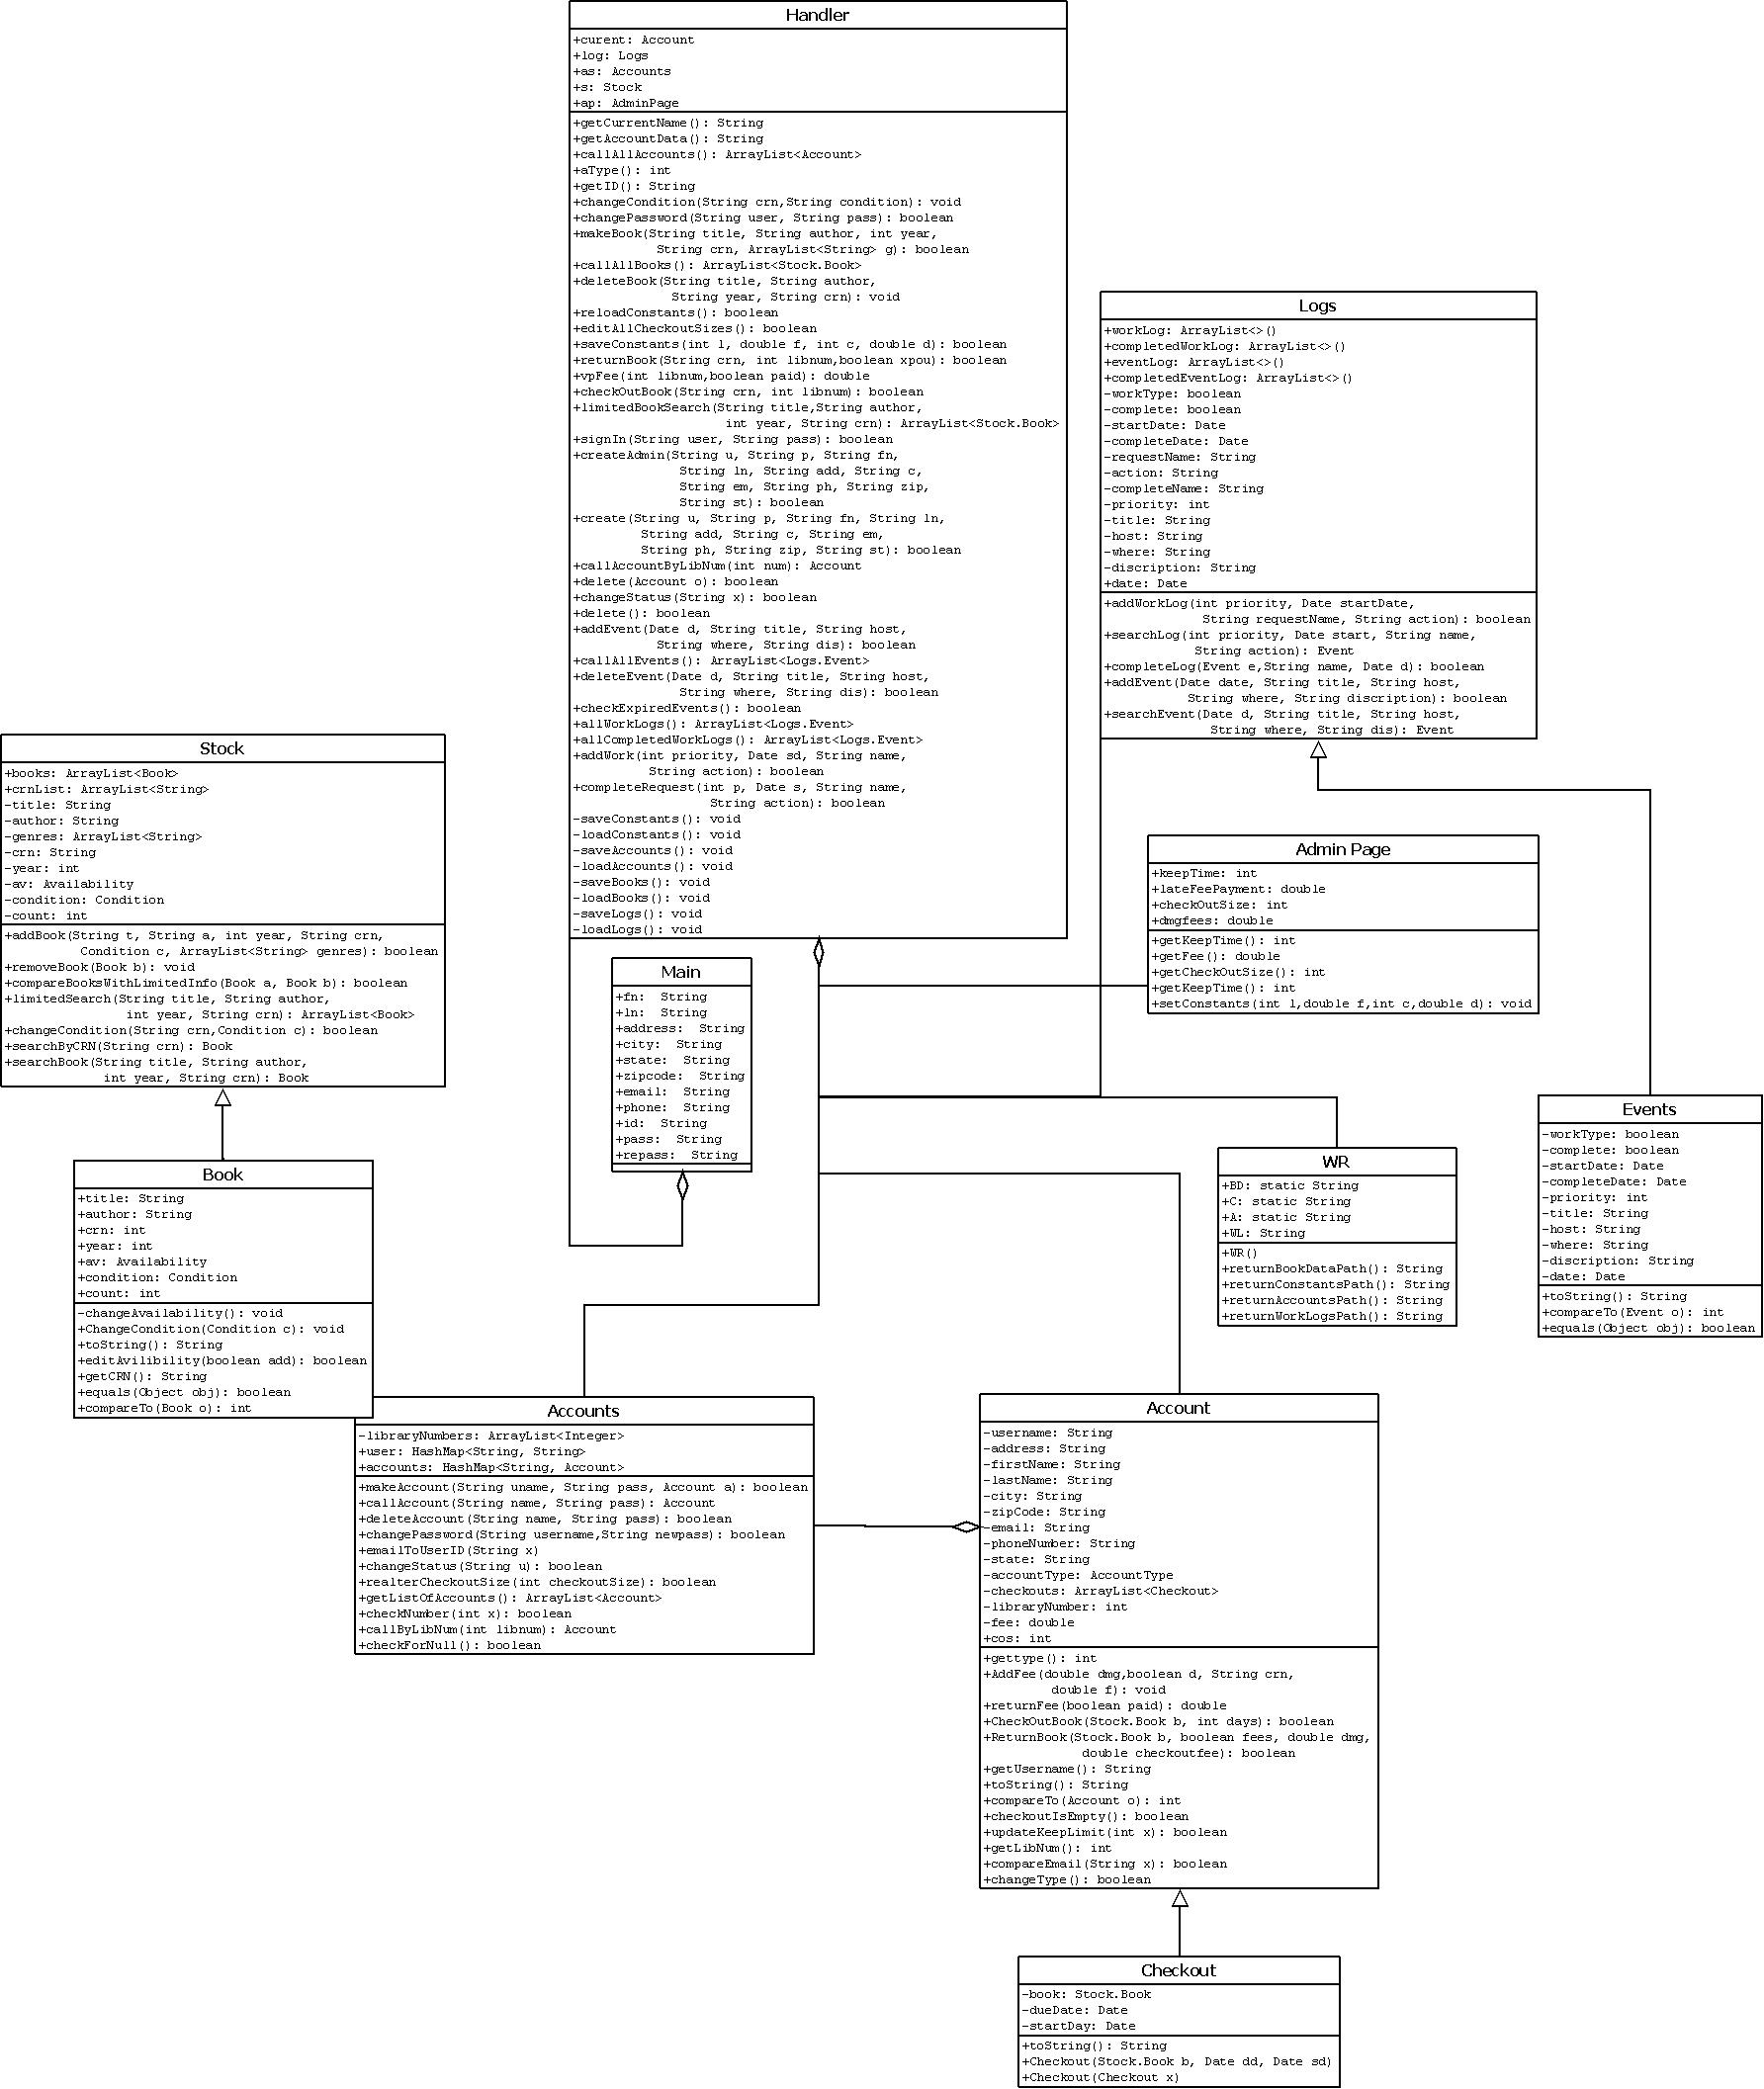 Handler
+curent: Account
+log: Logs
+as: Accounts
+s: Stock
+ap: AdminPage
+getCurrentName(): String
+getAccountData(): String
+callAllAccounts(): ArrayList<Account>
+aType(): int
+getID(): String
+changeCondition(String crn,String condition): void
+changePassword(String user, String pass): boolean
+makeBook(String title, String author, int year,
String crn, ArrayList<String> g): boolean
+callAllBooks(): ArrayList<Stock.Book>
+deleteBook(String title, String author,
String year, String crn): void
+reloadConstants(): boolean
+editAllCheckoutSizes(): boolean
+saveConstants(int l, double f, int c, double d): boolean
+returnBook(String crn, int libnum,boolean xpou): boolean
+vpFee(int libnum,boolean paid): double
+checkOutBook(String crn, int libnum): boolean
+limitedBookSearch(String title,String author,
int year, String crn): ArrayList<Stock.Book>
+signIn(String user, String pass): boolean
+createAdmin(String u, String p, String fn,
String ln, String add, String c,
String em, String ph, String zip,
String st): boolean
+create(String u, String p, String fn, String ln,
String add, String c, String em,
String ph, String zip, String st): boolean
+callAccountByLibNum(int num): Account
+delete(Account o): boolean
+changeStatus(String x): boolean
+delete(): boolean
+addEvent(Date d, String title, String host,
String where, String dis): boolean
+callAllEvents(): ArrayList<Logs.Event>
+deleteEvent(Date d, String title, String host,
String where, String dis): boolean
+checkExpiredEvents(): boolean
+allWorkLogs(): ArrayList<Logs.Event>
+allCompletedWorkLogs(): ArrayList<Logs.Event>
+addWork(int priority, Date sd, String name,
String action): boolean
+completeRequest(int p, Date s, String name,
String action): boolean
-saveConstants(): void
-loadConstants(): void
-saveAccounts(): void
-loadAccounts(): void
-saveBooks(): void
-loadBooks(): void
-saveLogs(): void
-loadLogs(): void
Logs
+workLog: ArrayList<>()
+completedWorkLog: ArrayList<>()
+eventLog: ArrayList<>()
+completedEventLog: ArrayList<>()
-workType: boolean
-complete: boolean
-startDate: Date
-completeDate: Date
-requestName: String
-action: String
-completeName: String
-priority: int
-title: String
-host: String
-where: String
-discription: String
+date: Date
+addWorkLog(int priority, Date startDate,
String requestName, String action): boolean
+searchLog(int priority, Date start, String name,
String action): Event
+completeLog(Event e,String name, Date d): boolean
+addEvent(Date date, String title, String host,
String where, String discription): boolean
+searchEvent(Date d, String title, String host,
String where, String dis): Event
Stock
+books: ArrayList<Book>
+crnList: ArrayList<String>
-title: String
-author: String
-genres: ArrayList<String>
-crn: String
-year: int
-av: Availability
-condition: Condition
-count: int
+addBook(String t, String a, int year, String crn,
Condition c, ArrayList<String> genres): boolean
+removeBook(Book b): void
+compareBooksWithLimitedInfo(Book a, Book b): boolean
+limitedSearch(String title, String author,
int year, String crn): ArrayList<Book>
+changeCondition(String crn,Condition c): boolean
+searchByCRN(String crn): Book
+searchBook(String title, String author,
int year, String crn): Book
Admin Page
+keepTime: int
+lateFeePayment: double
+checkOutSize: int
+dmgfees: double
+getKeepTime(): int
+getFee(): double
+getCheckOutSize(): int
+getKeepTime(): int
+setConstants(int l,double f,int c,double d): void
Main
+fn: String
+ln: String
+address: String
+city: String
+state: String
+zipcode: String
+email: String
+phone: String
+id: String
+pass: String
+repass: String
Events
-workType: boolean
-complete: boolean
-startDate: Date
-completeDate: Date
-priority: int
-title: String
-host: String
-where: String
-discription: String
-date: Date
+toString(): String
+compareTo(Event o): int
+equals(Object obj): boolean
WR
+BD: static String
+C: static String
+A: static String
+WL: String
+WR()
+returnBookDataPath(): String
+returnConstantsPath(): String
+returnAccountsPath(): String
+returnWorkLogsPath(): String
Book
+title: String
+author: String
+crn: int
+year: int
+av: Availability
+condition: Condition
+count: int
-changeAvailability(): void
+ChangeCondition(Condition c): void
+toString(): String
+editAvilibility(boolean add): boolean
+getCRN(): String
+equals(Object obj): boolean
+compareTo(Book o): int
Accounts
-libraryNumbers: ArrayList<Integer>
+user: HashMap<String, String>
+accounts: HashMap<String, Account>
+makeAccount(String uname, String pass, Account a): boolean
+callAccount(String name, String pass): Account
+deleteAccount(String name, String pass): boolean
+changePassword(String username,String newpass): boolean
+emailToUserID(String x)
+changeStatus(String u): boolean
+realterCheckoutSize(int checkoutSize): boolean
+getListOfAccounts(): ArrayList<Account>
+checkNumber(int x): boolean
+callByLibNum(int libnum): Account
+checkForNull(): boolean
Account
-username: String
-address: String
-firstName: String
-lastName: String
-city: String
-zipCode: String
-email: String
-phoneNumber: String
-state: String
-accountType: AccountType
-checkouts: ArrayList<Checkout>
-libraryNumber: int
-fee: double
+cos: int
+gettype(): int
+AddFee(double dmg,boolean d, String crn,
double f): void
+returnFee(boolean paid): double
+CheckOutBook(Stock.Book b, int days): boolean
+ReturnBook(Stock.Book b, boolean fees, double dmg,
double checkoutfee): boolean
+getUsername(): String
+toString(): String
+compareTo(Account o): int
+checkoutIsEmpty(): boolean
+updateKeepLimit(int x): boolean
+getLibNum(): int
+compareEmail(String x): boolean
+changeType(): boolean
Checkout
-book: Stock.Book
-dueDate: Date
-startDay: Date
+toString(): String
+Checkout(Stock.Book b, Date dd, Date sd)
+Checkout(Checkout x)